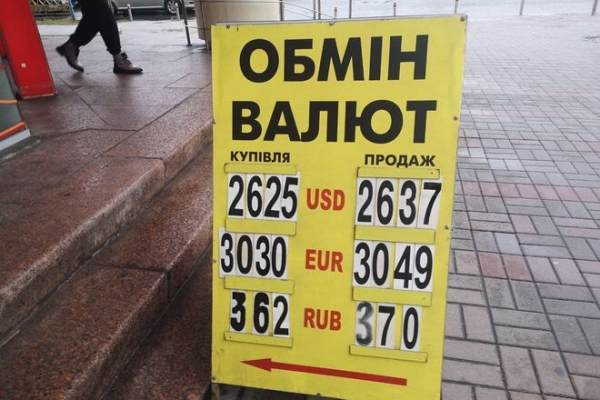 ОБМІН
ВАЛЮТ
КУПІВЛЯ ПРОДАЖ
2625 USD 2637
3030 EUR 3049
362 RUB 370